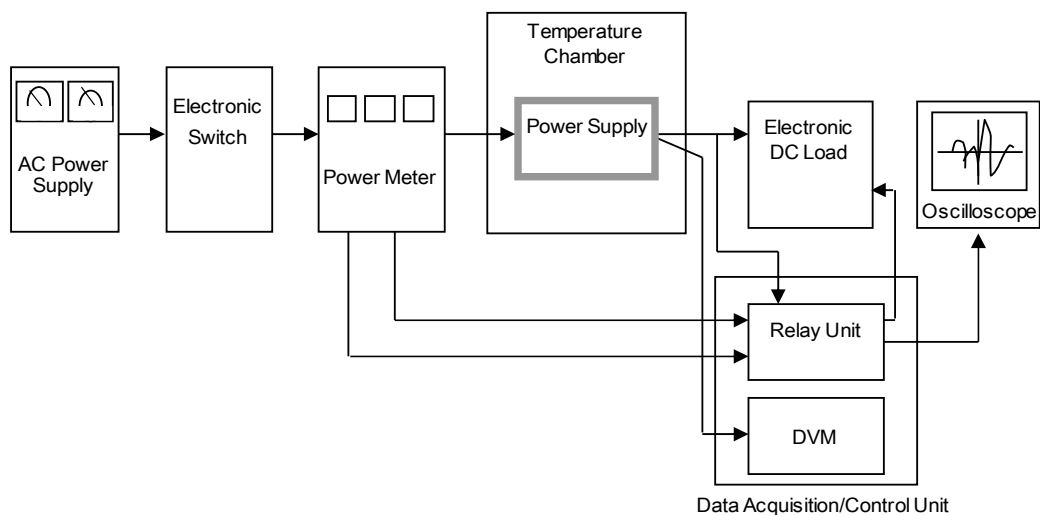 Temperature
Chamber
AC Power
Supply
Electronic
Switch
Power Meter
Power Supply
Electronic
DC Load
Oscilloscope
Relay Unit
DVM
Data Acquisition/Control Unit